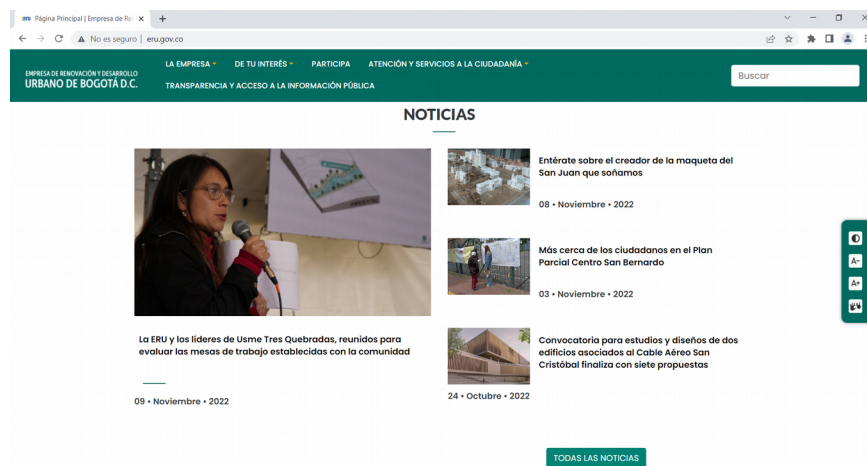 Página Principal | Empresa de Re
No es seguro | eru.gov.co
EMPRESA DE RENOVACIÓN Y DESARROLLO
URBANO DE BOGOTÁ D.C.
LA EMPRESA DE TU INTERÉS PARTICIPA ATENCIÓN Y SERVICIOS A LA CIUDADANÍA
TRANSPARENCIA Y ACCESO A LA INFORMACIÓN PÚBLICA
Buscar
NOTICIAS
La ERU y los líderes de Usme Tres Quebradas, reunidos para
evaluar las mesas de trabajo establecidas con la comunidad
09 • Noviembre • 2022
Entérate sobre el creador de la maqueta del
San Juan que soñamos
08 • Noviembre • 2022
Más cerca de los ciudadanos en el Plan
Parcial Centro San Bernardo
03 • Noviembre • 2022
Convocatoria para estudios y diseños de dos
edificios asociados al Cable Aéreo San
Cristóbal finaliza con siete propuestas
24 • Octubre • 2022
TODAS LAS NOTICIAS
A-
A+